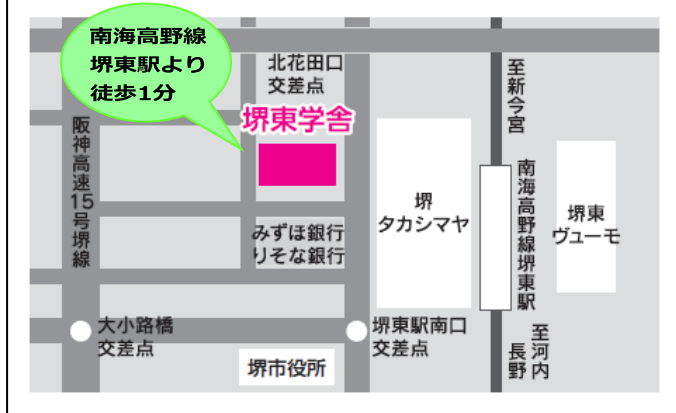 南海高野線
堺東駅より
徒歩1分
北花田口
交差点
至新今宮
堺東学舎
阪神高速15号堺線
堺
タカシマヤ
南海高野線堺東駅
堺東
ヴューモ
みずほ銀行
りそな銀行
大小路橋
交差点
堺東駅南口
交差点
至河内
長野
堺市役所